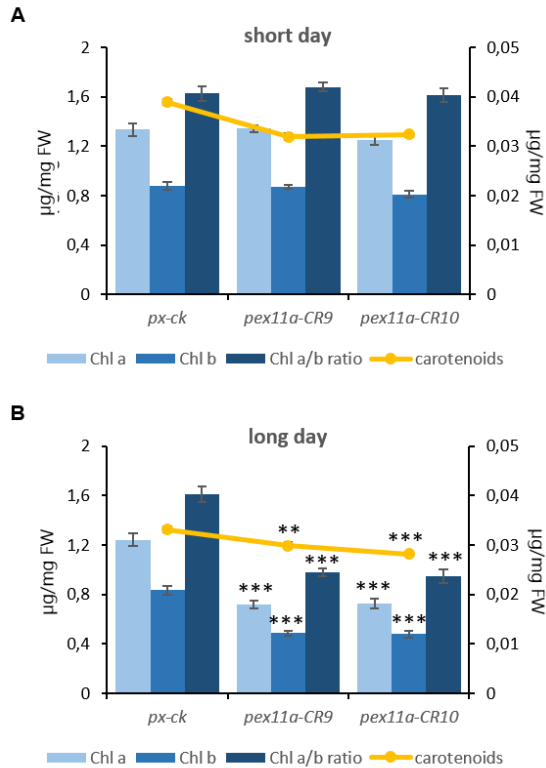 A
short day
2
1,6
1,2
0,8
0,4
0
µg/mg FW
0,05
0,04
0,03
0,02
0,01
0
µg/mg FW
px-ck pex11a-CR9 pex11a-CR10
Chl a Chl b Chl a/b ratio carotenoids
B
long day
2
1,6
1,2
0,8
0,4
0
µg/mg FW
0,05
0,04
0,03
0,02
0,01
0
µg/mg FW
** ***
*** *** *** *** *** ***
px-ck pex11a-CR9 pex11a-CR10
Chl a Chl b Chl a/b ratio carotenoids